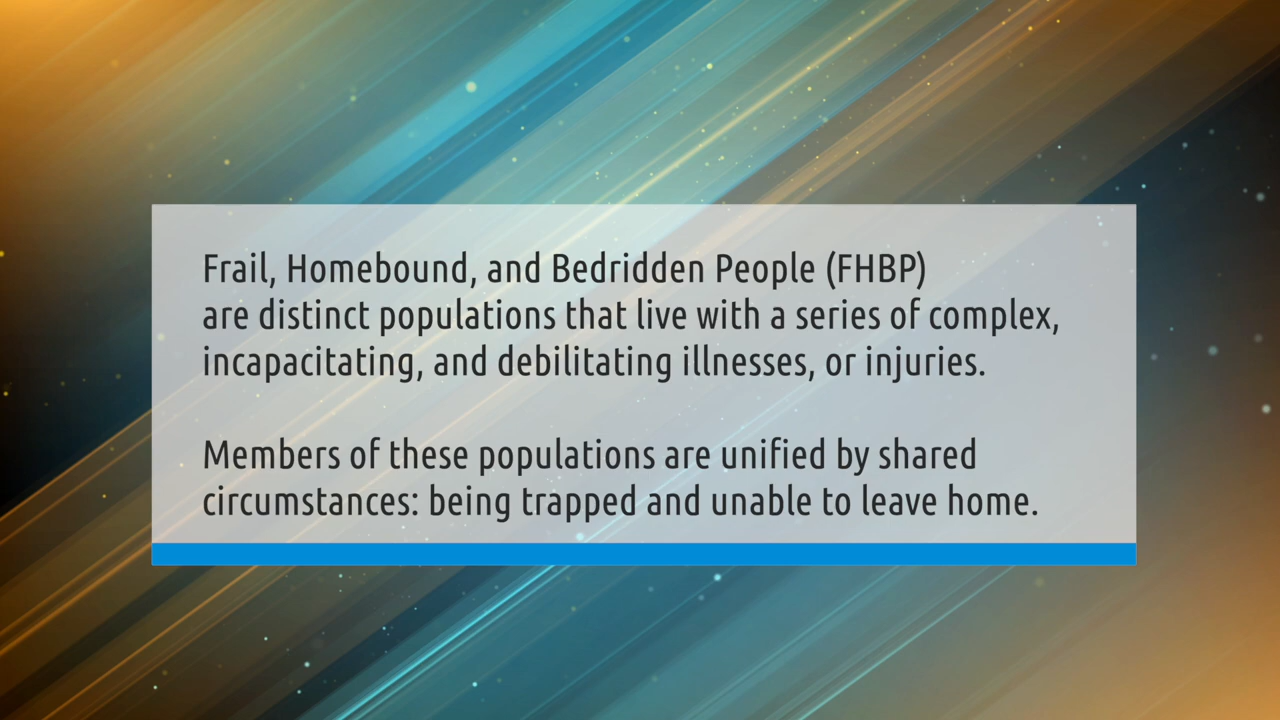 Frail, Homebound, and Bedridden People (FHBP)
are distinct populations that live with a series of complex,
incapacitating, and debilitating illnesses, or injuries.
Members of these populations are unified by shared
circumstances: being trapped and unable to leave home.